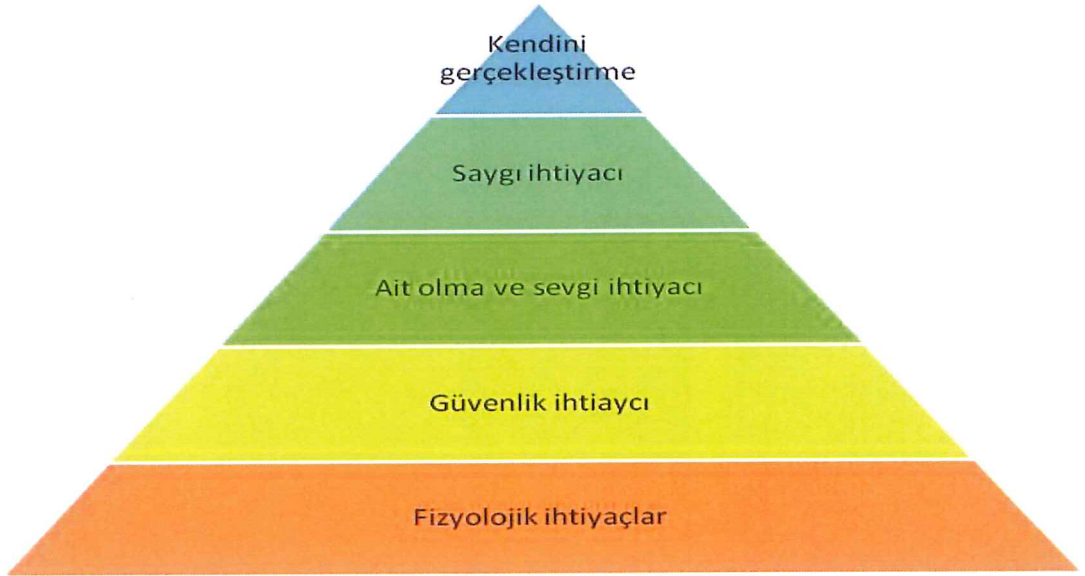 Kendini
gerçekleştirme
Saygı ihtiyacı
Ait olma ve sevgi ihtiyacı
Güvenlik ihtiaycı
Fizyolojik ihtiyaçlar